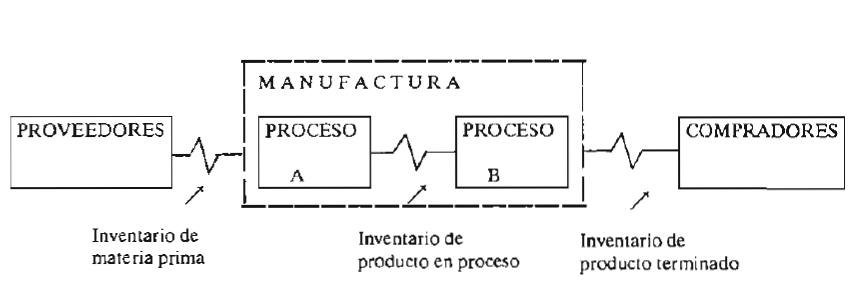 MANUFACTURA
PROVEEDORES
PROCESO
A
PROCESO
B
COMPRADORES
Inventario de
materia prima
Inventario de
producto en proceso
Inventario de
producto terminado